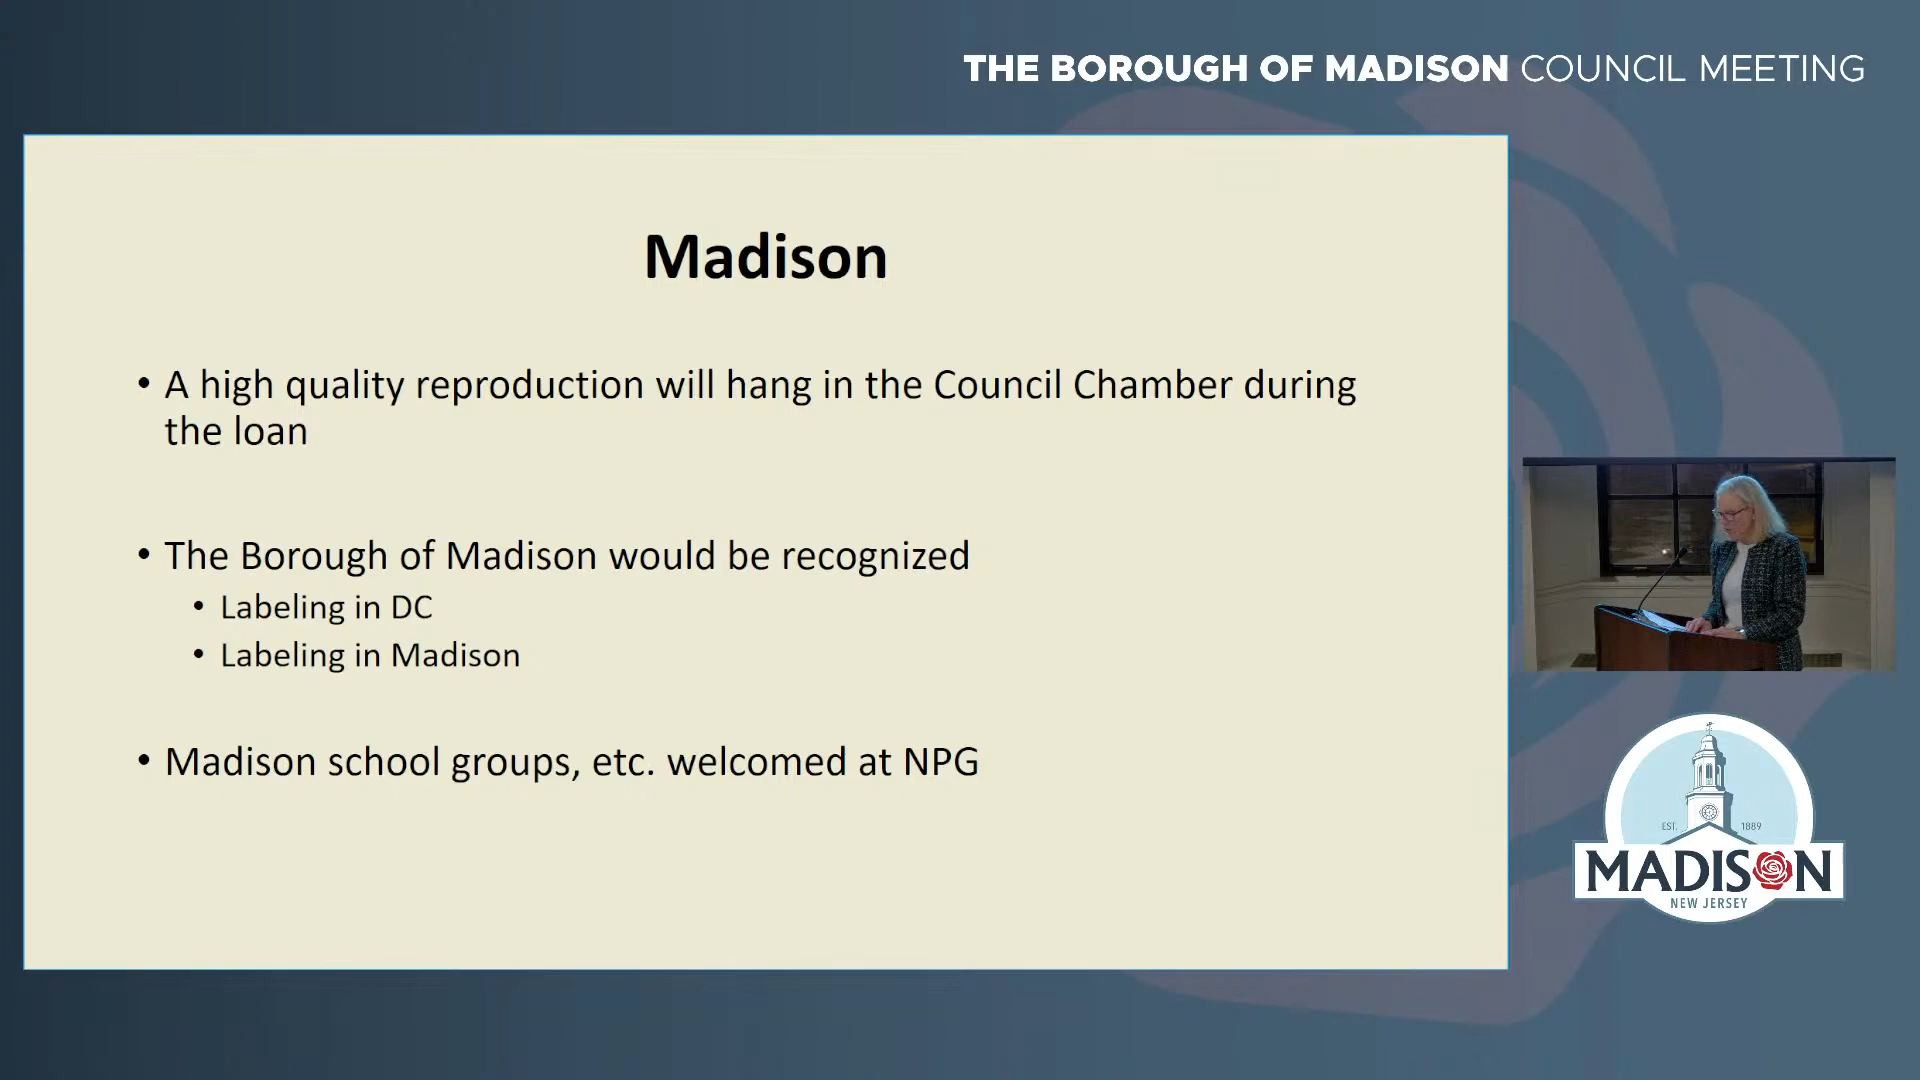 THE BOROUGH OF MADISON COUNCIL MEETING
Madison
• A high quality reproduction will hang in the Council Chamber during
the loan
• The Borough of Madison would be recognized
• Labeling in DC
• Labeling in Madison
• Madison school groups, etc. welcomed at NPG
EST. 1889
MADISON
NEW JERSEY